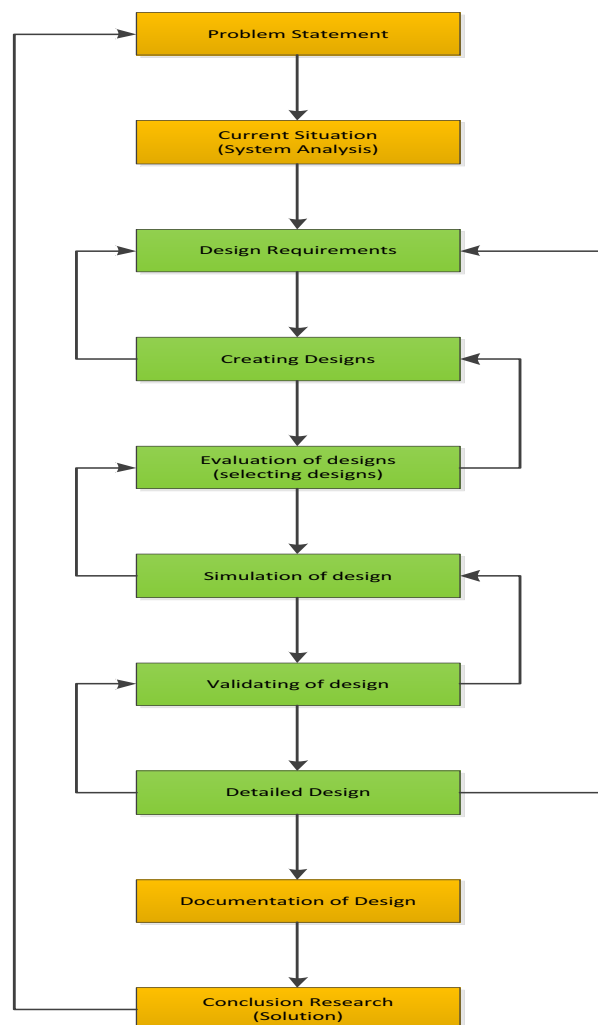 Problem Statement
Current Situation
(System Analysis)
Design Requirements
Creating Designs
Evaluation of designs
(selecting designs)
Simulation of design
Validating of design
Detailed Design
Documentation of Design
Conclusion Research
(Solution)